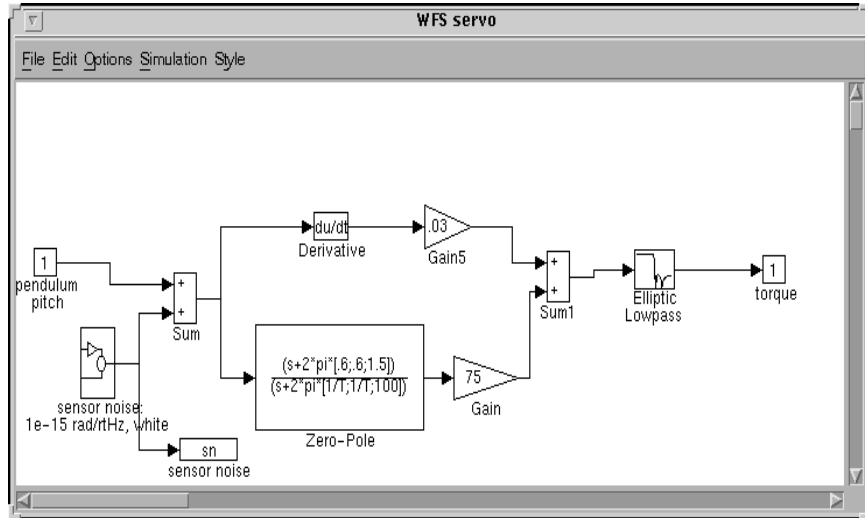 WFS servo
File Edit Options Simulation Style
du/dt
Derivative
.03
Gain5
1
pendulum
pitch
+
+
Sum
+
+
Sum1
Elliptic
Lowpass
1
torque
(s+2*pi*[.6;.6;1.5])
(s+2*pi*[1/T;1/T;100])
Zero-Pole
75
Gain
sensor noise:
1e-15 rad/rtHz, white
sn
sensor noise